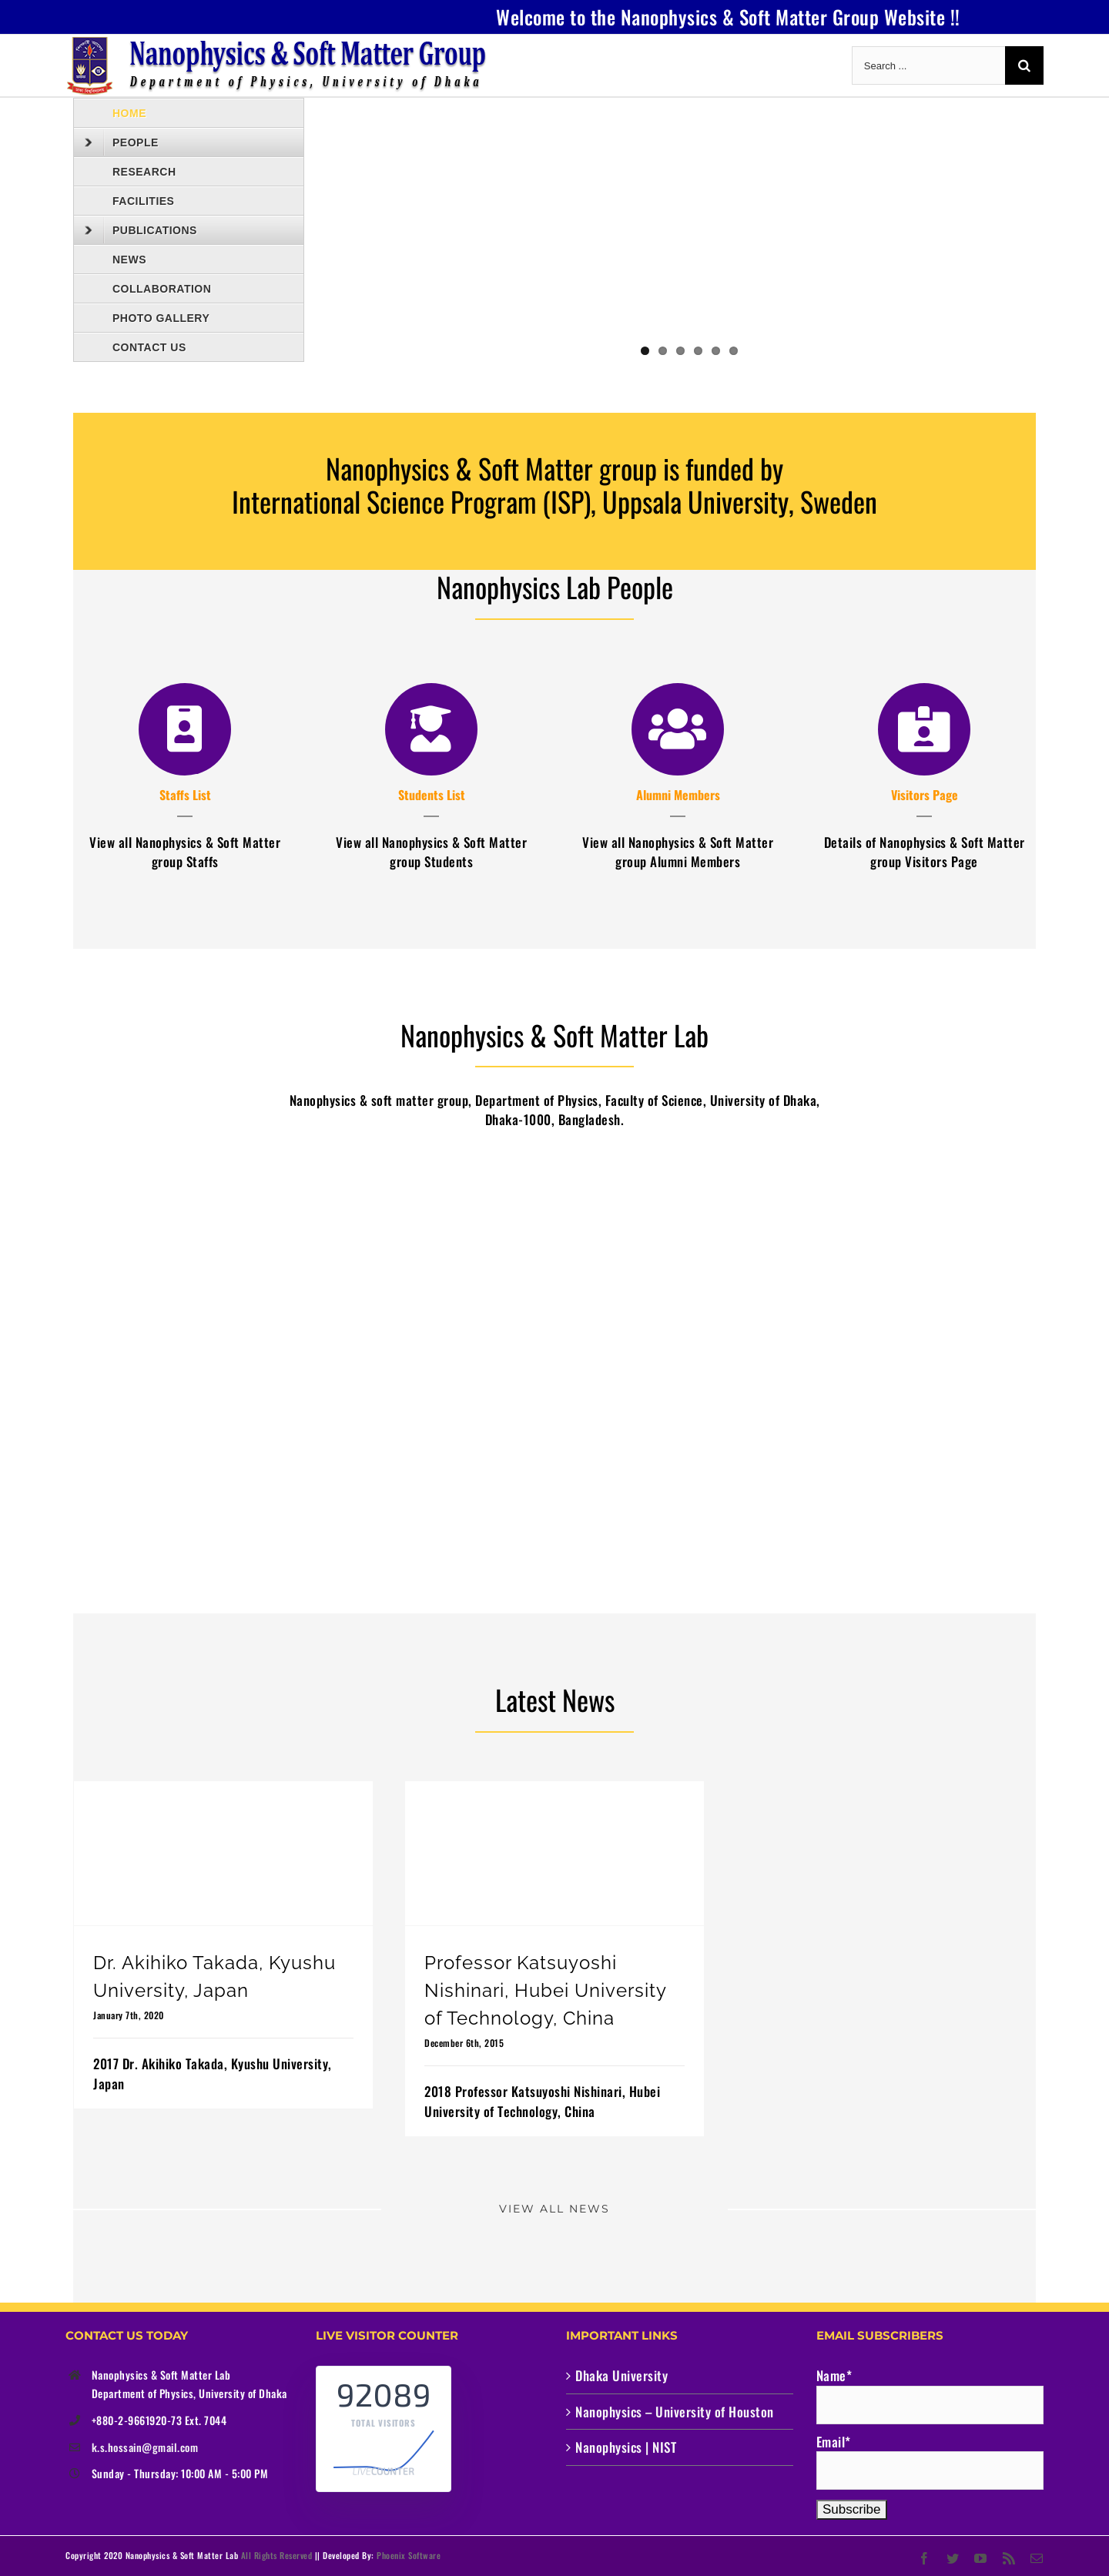 Welcome to the Nanophysics & Soft Matter Group Website !!
Nanophysics & Soft Matter Group
Department of Physics, University of Dhaka
Search ...
HOME
PEOPLE
RESEARCH
FACILITIES
PUBLICATIONS
NEWS
COLLABORATION
PHOTO GALLERY
CONTACT US
Nanophysics & Soft Matter group is funded by
International Science Program (ISP), Uppsala University, Sweden
Nanophysics Lab People
Staffs List
View all Nanophysics & Soft Matter
group Staffs
Students List
View all Nanophysics & Soft Matter
group Students
Alumni Members
View all Nanophysics & Soft Matter
group Alumni Members
Visitors Page
Details of Nanophysics & Soft Matter
group Visitors Page
Nanophysics & Soft Matter Lab
Nanophysics & soft matter group, Department of Physics, Faculty of Science, University of Dhaka,
Dhaka-1000, Bangladesh.
Latest News
Dr. Akihiko Takada, Kyushu
University, Japan
January 7th, 2020
2017 Dr. Akihiko Takada, Kyushu University,
Japan
Professor Katsuyoshi
Nishinari, Hubei University
of Technology, China
December 6th, 2015
2018 Professor Katsuyoshi Nishinari, Hubei
University of Technology, China
VIEW ALL NEWS
CONTACT US TODAY
Nanophysics & Soft Matter Lab
Department of Physics, University of Dhaka
+880-2-9661920-73 Ext. 7044
k.s.hossain@gmail.com
Sunday - Thursday: 10:00 AM - 5:00 PM
LIVE VISITOR COUNTER
92089
TOTAL VISITORS
LIVECOUNTER
IMPORTANT LINKS
Dhaka University
Nanophysics – University of Houston
Nanophysics | NIST
EMAIL SUBSCRIBERS
Name*
Email*
Subscribe
Copyright 2020 Nanophysics & Soft Matter Lab All Rights Reserved || Developed By: Phoenix Software